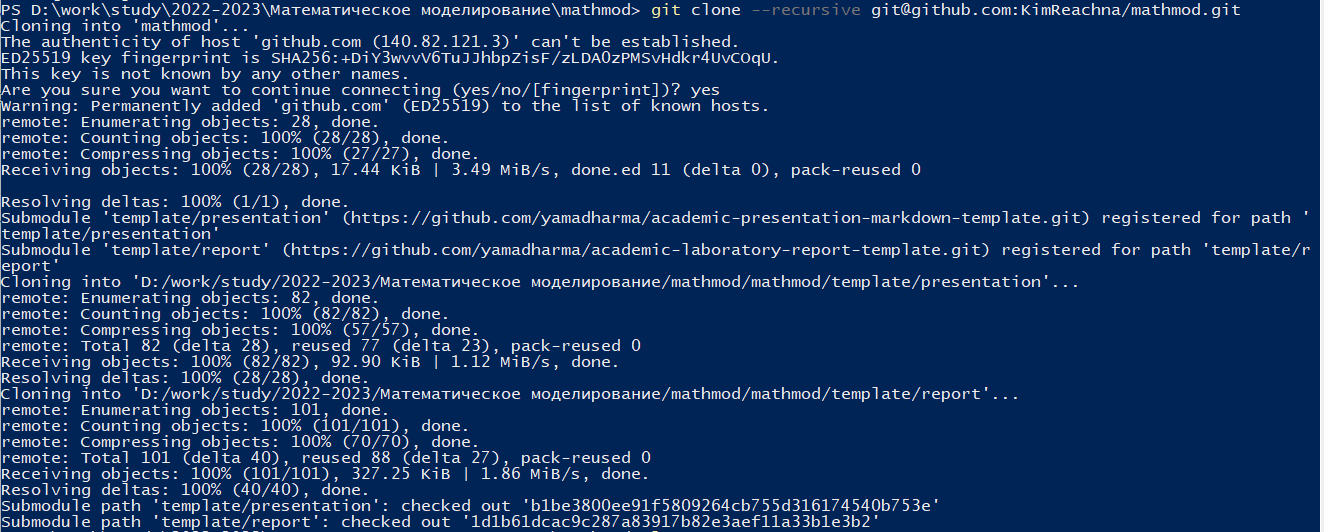 PS D:\work\study\2022-2023\Математическое моделирование\mathmod> git clone --recursive git@github.com:KimReachna/mathmod.git
Cloning into 'mathmod'...
The authenticity of host 'github.com (140.82.121.3)' can't be established.
ED25519 key fingerprint is SHA256:+DiY3wvvV6TuJJhbpZisF/zLDA0zPMSvHdkr4UvCOqU.
This key is not known by any other names.
Are you sure you want to continue connecting (yes/no/[fingerprint])? yes
Warning: Permanently added 'github.com' (ED25519) to the list of known hosts.
remote: Enumerating objects: 28, done.
remote: Counting objects: 100% (28/28), done.
remote: Compressing objects: 100% (27/27), done.
Receiving objects: 100% (28/28), 17.44 KiB | 3.49 MiB/s, done.ed 11 (delta 0), pack-reused 0
Resolving deltas: 100% (1/1), done.
Submodule 'template/presentation' (https://github.com/yamadharma/academic-presentation-markdown-template.git) registered for path '
template/presentation'
Submodule 'template/report' (https://github.com/yamadharma/academic-laboratory-report-template.git) registered for path 'template/r
eport'
Cloning into 'D:/work/study/2022-2023/Математическое моделирование/mathmod/mathmod/template/presentation'...
remote: Enumerating objects: 82, done.
remote: Counting objects: 100% (82/82), done.
remote: Compressing objects: 100% (57/57), done.
remote: Total 82 (delta 28), reused 77 (delta 23), pack-reused 0
Receiving objects: 100% (82/82), 92.90 KiB | 1.12 MiB/s, done.
Resolving deltas: 100% (28/28), done.
Cloning into 'D:/work/study/2022-2023/Математическое моделирование/mathmod/mathmod/template/report'...
remote: Enumerating objects: 101, done.
remote: Counting objects: 100% (101/101), done.
remote: Compressing objects: 100% (70/70), done.
remote: Total 101 (delta 40), reused 88 (delta 27), pack-reused 0
Receiving objects: 100% (101/101), 327.25 KiB | 1.86 MiB/s, done.
Resolving deltas: 100% (40/40), done.
Submodule path 'template/presentation': checked out 'b1be3800ee91f5809264cb755d316174540b753e'
Submodule path 'template/report': checked out '1d1b61dcac9c287a83917b82e3aef11a33b1e3b2'